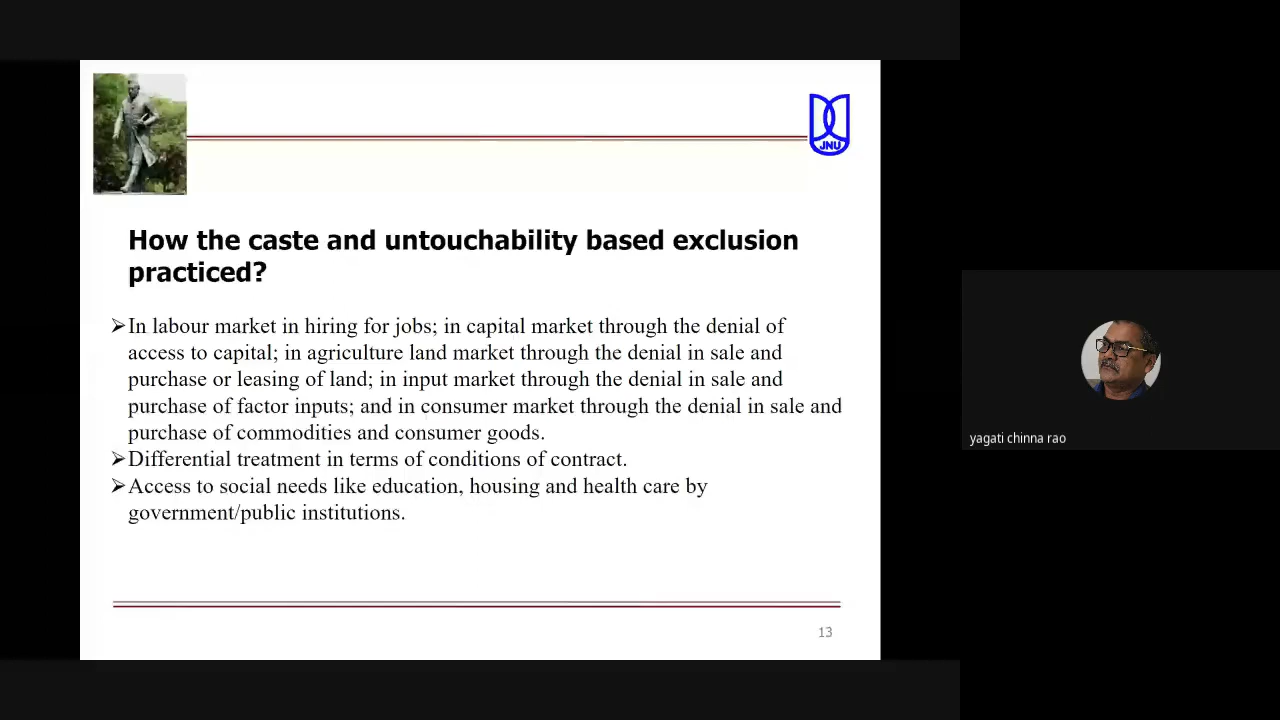 JNU
How the caste and untouchability based exclusion
practiced?
➢In labour market in hiring for jobs; in capital market through the denial of
access to capital; in agriculture land market through the denial in sale and
purchase or leasing of land; in input market through the denial in sale and
purchase of factor inputs; and in consumer market through the denial in sale and
purchase of commodities and consumer goods.
➢Differential treatment in terms of conditions of contract.
➢Access to social needs like education, housing and health care by
government/public institutions.
13
yagati chinna rao